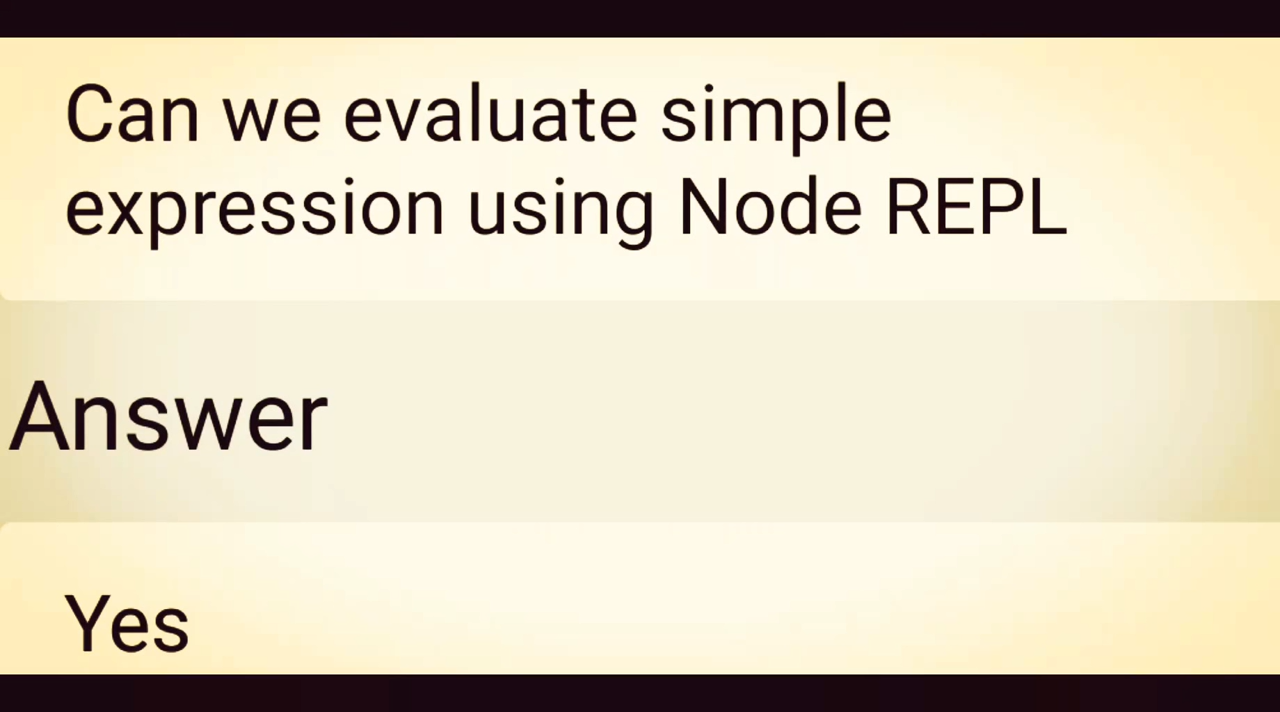 Can we evaluate simple
expression using Node REPL
Answer
Yes